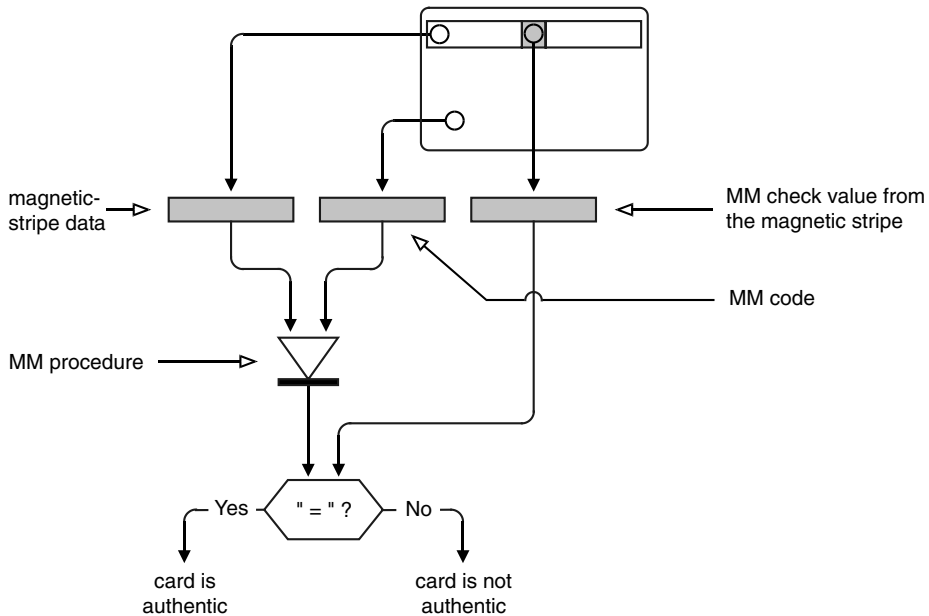 magnetic-
stripe data
MM check value from
the magnetic stripe
MM code
MM procedure
Yes
" = " ?
No
card is
authentic
card is not
authentic